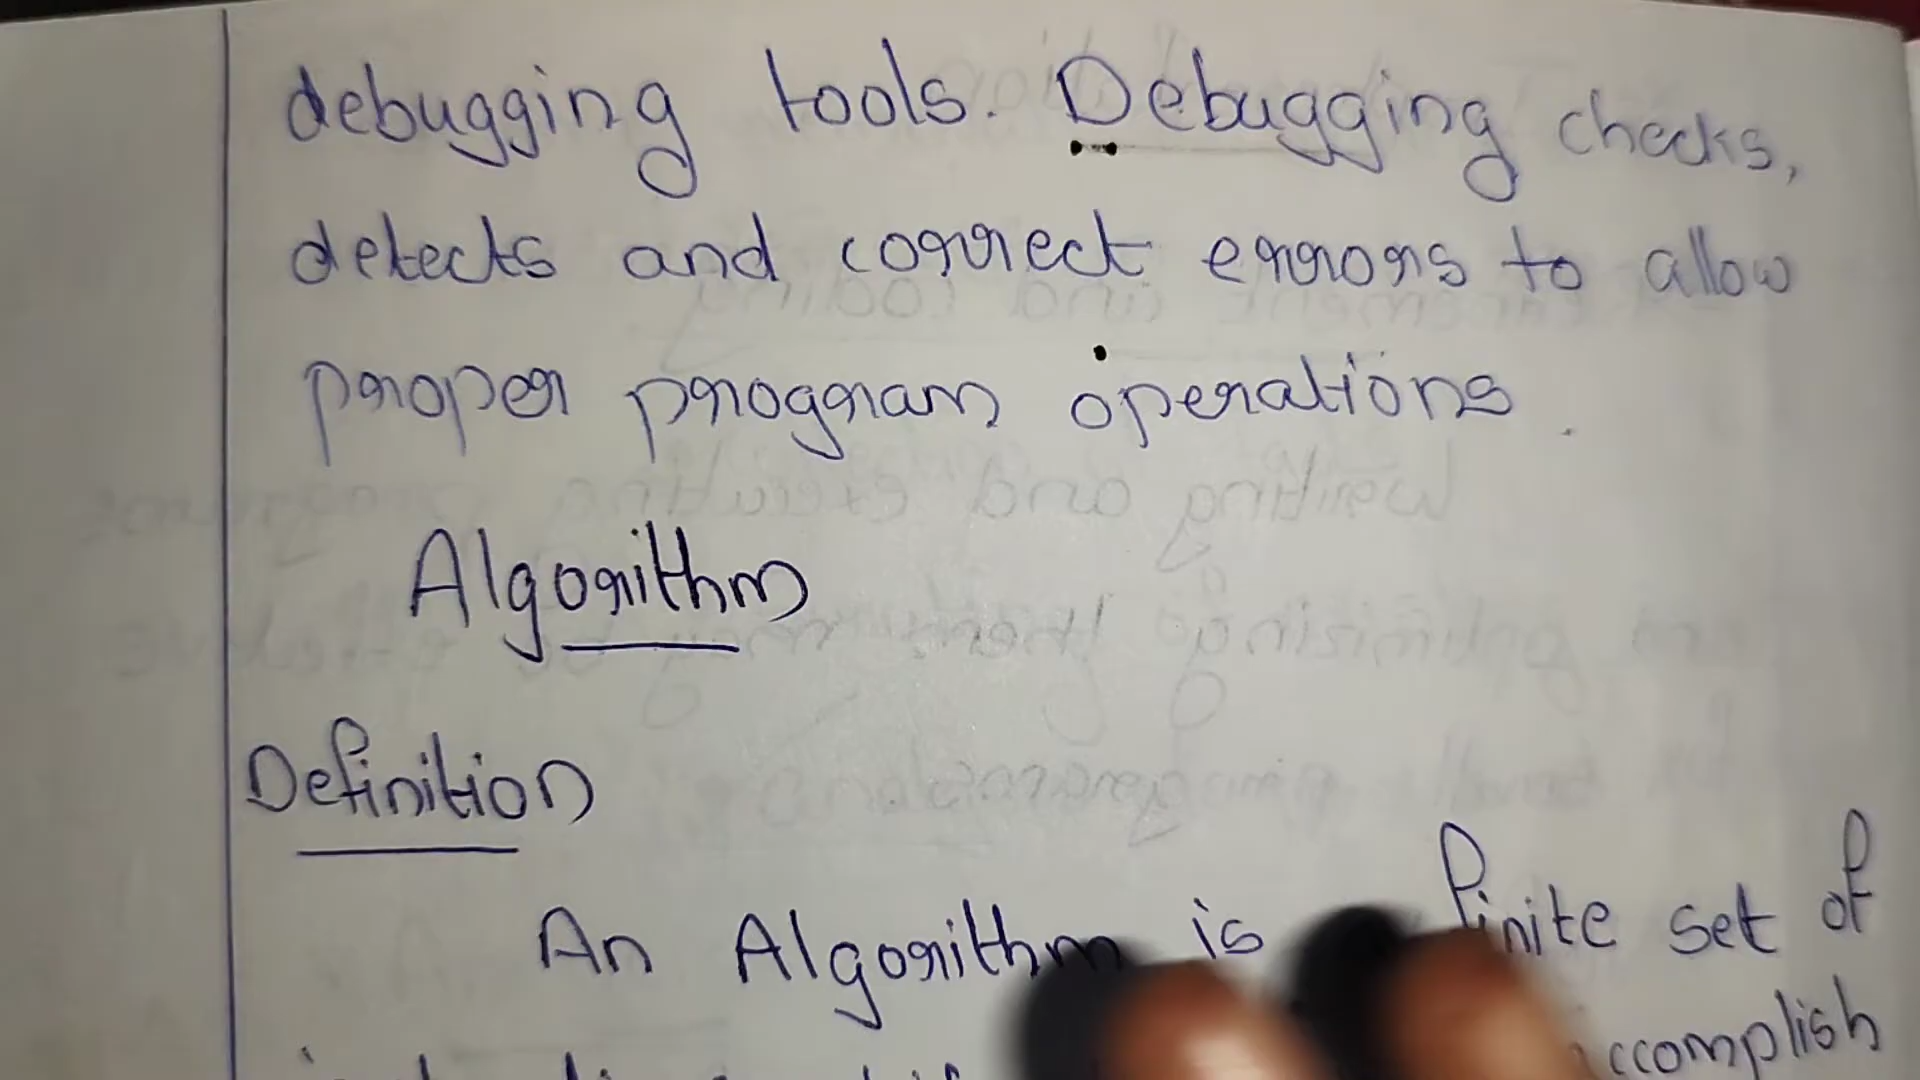 debugging tools. Debugging checks,
detects and correct errors to allow
proper program operations.
Algorithm
Definition
An Algorithm is finite set of
accomplish